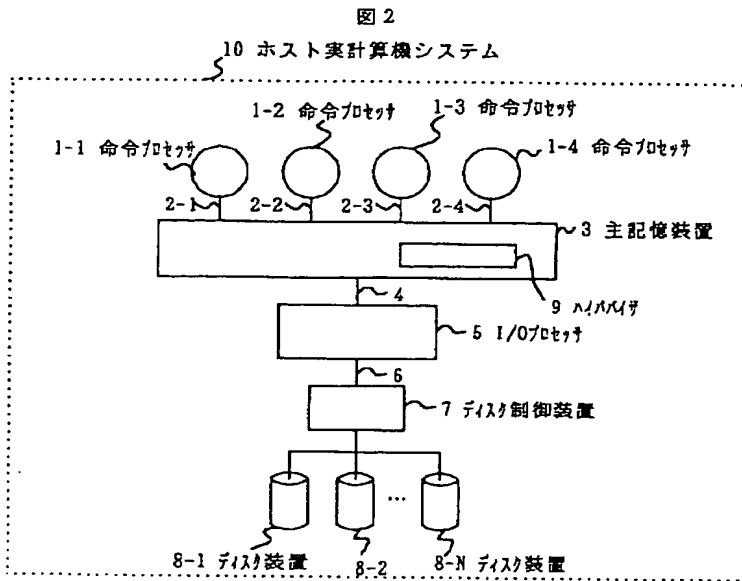 図2
10 ホスト実計算機システム
1-2 命令プロセッサ
1-3 命令プロセッサ
1-1 命令プロセッサ
1-4 命令プロセッサ
2-1
2-2
2-3
2-4
3 主記憶装置
4
9 ハイパバイザ
5 I/Oプロセッサ
6
7 ディスク制御装置
…
8-1 ディスク装置
8-2
8-N ディスク装置